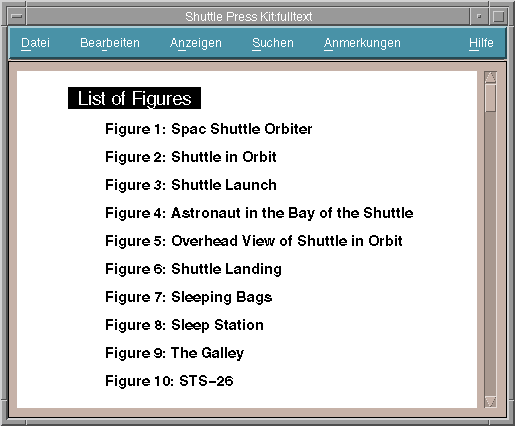 Shuttle Press Kit:fulltext
Datei Bearbeiten Anzeigen Suchen Anmerkungen Hilfe
List of Figures
Figure 1: Spac Shuttle Orbiter
Figure 2: Shuttle in Orbit
Figure 3: Shuttle Launch
Figure 4: Astronaut in the Bay of the Shuttle
Figure 5: Overhead View of Shuttle in Orbit
Figure 6: Shuttle Landing
Figure 7: Sleeping Bags
Figure 8: Sleep Station
Figure 9: The Galley
Figure 10: STS-26